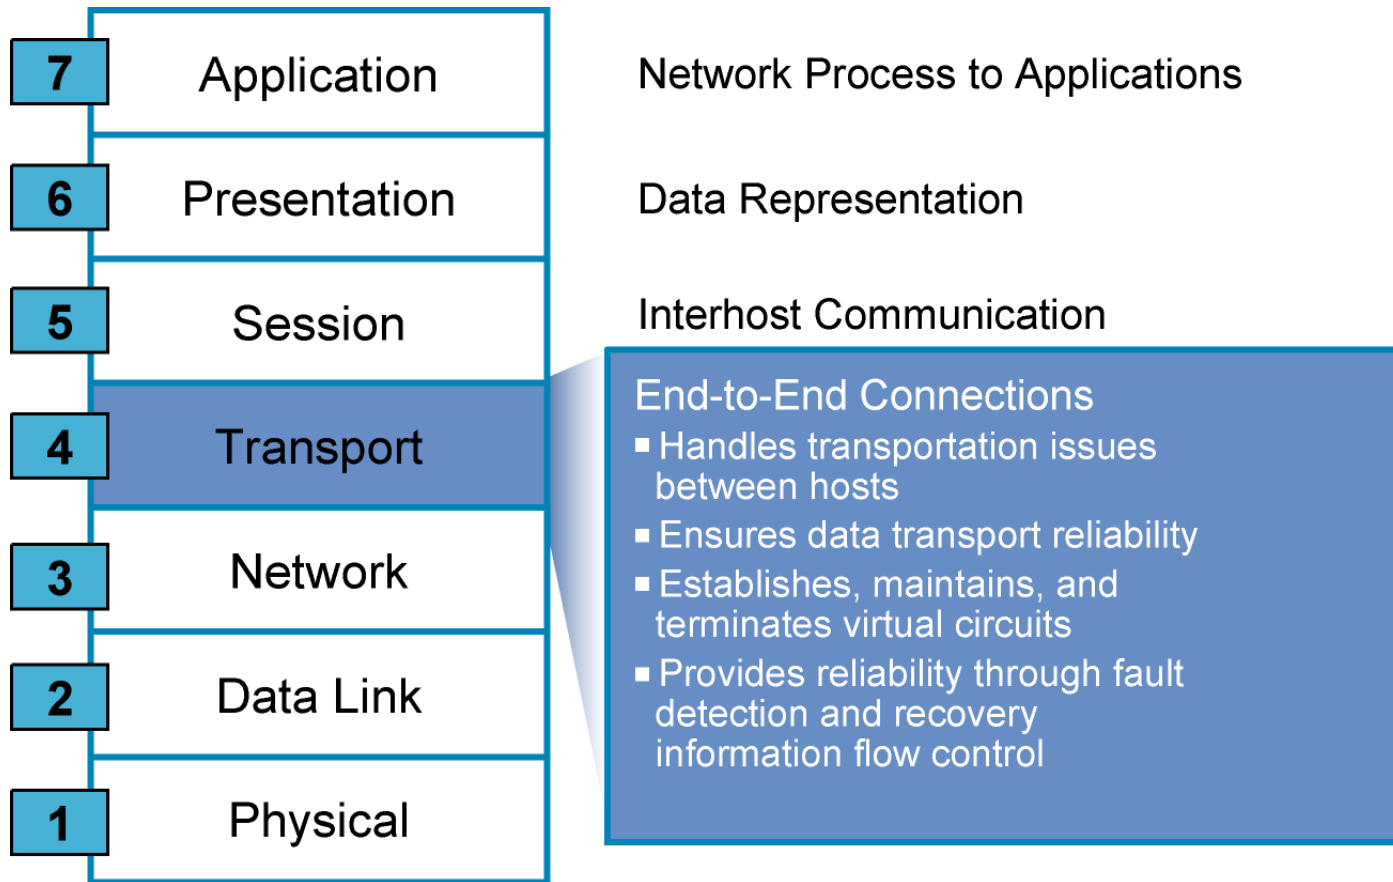 7 Application Network Process to Applications
6 Presentation Data Representation
5 Session Interhost Communication
4 Transport
End-to-End Connections
▪ Handles transportation issues
between hosts
▪ Ensures data transport reliability
▪ Establishes, maintains, and
terminates virtual circuits
▪ Provides reliability through fault
detection and recovery
information flow control
3 Network
2 Data Link
1 Physical